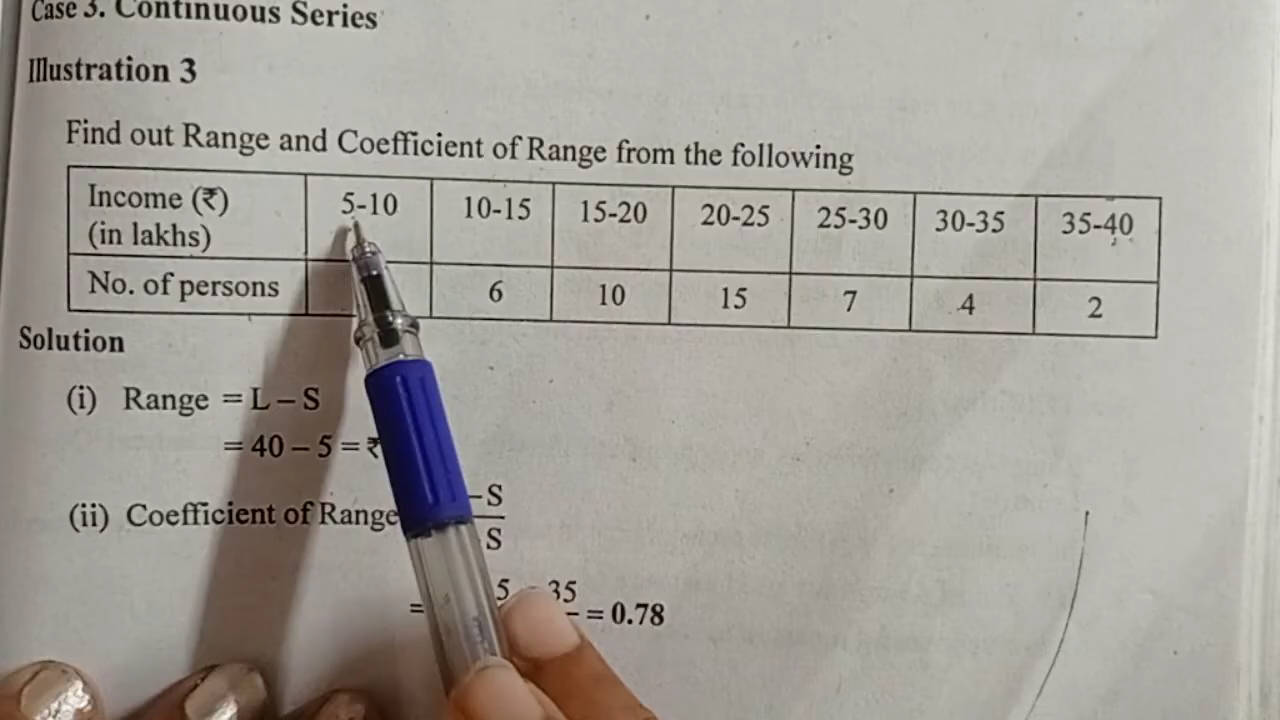 Case 3. Continuous Series
Illustration 3
Find out Range and Coefficient of Range from the following
Income (₹) (in lakhs) 5-10 10-15 15-20 20-25 25-30 30-35 35-40
No. of persons 6 10 15 7 4 2
Solution
(i) Range = L – S
= 40 – 5 = ₹
(ii) Coefficient of Range –S
S
= 5 35
= 0.78